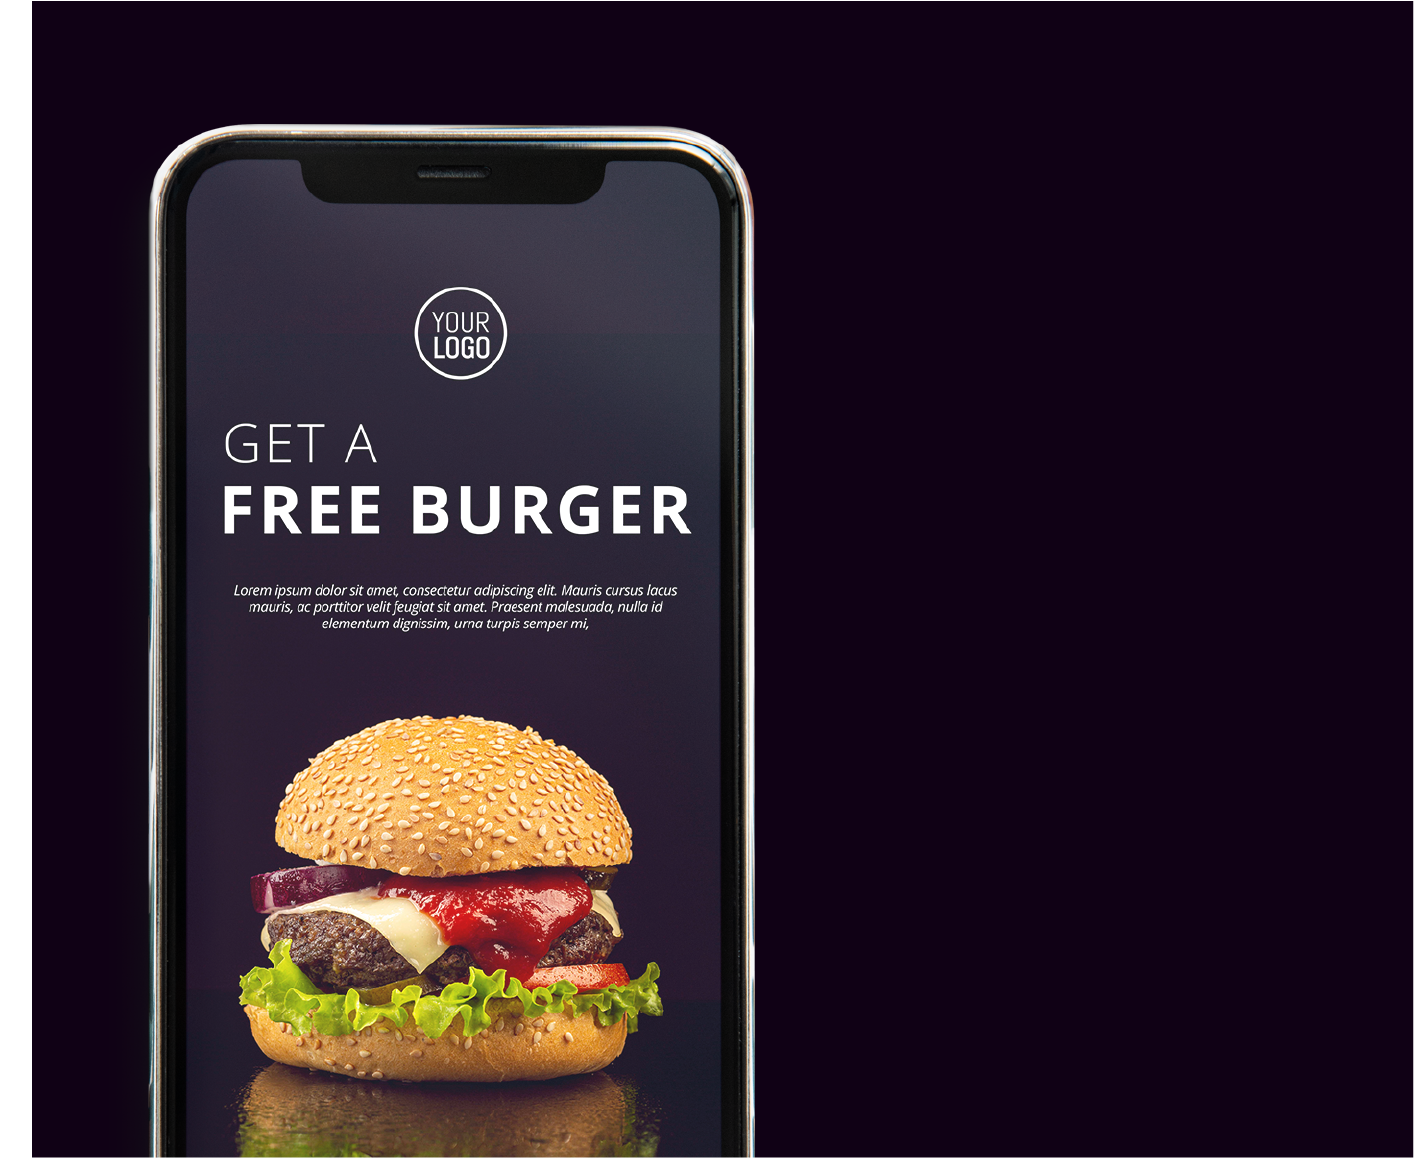 YOUR
LOGO
GET A
FREE BURGER
Lorem ipsum dolor sit amet, consectetur adipiscing elit. Mauris cursus lacus
mauris, ac porttitor velit feugiat sit amet. Praesent malesuada, nulla id
elementum dignissim, urna turpis semper mi,